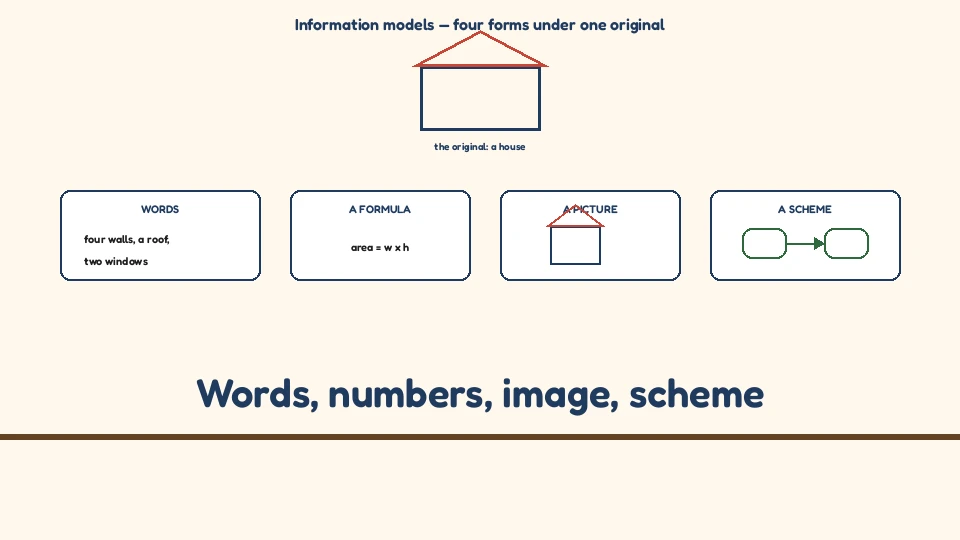 Information models — four forms under one original
the original: a house
WORDS
four walls, a roof,
two windows
A FORMULA
area = w x h
A PICTURE
A SCHEME
Words, numbers, image, scheme